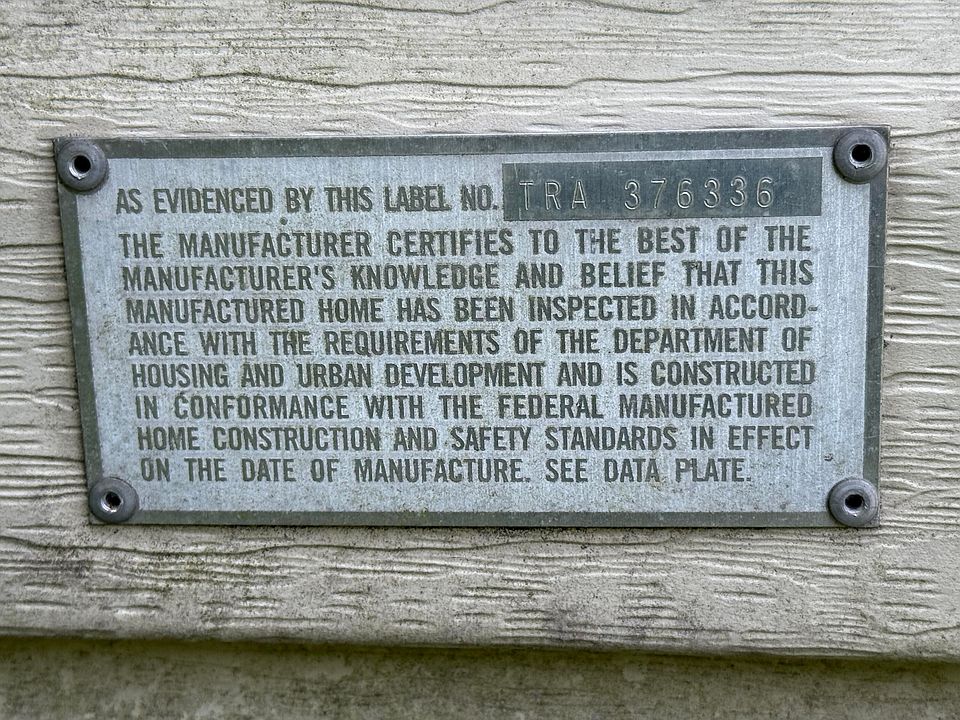 AS EVIDENCED BY THIS LABEL NO. TRA 376336
THE MANUFACTURER CERTIFIES TO THE BEST OF THE
MANUFACTURER'S KNOWLEDGE AND BELIEF THAT THIS
MANUFACTURED HOME HAS BEEN INSPECTED IN ACCORD-
ANCE WITH THE REQUIREMENTS OF THE DEPARTMENT OF
HOUSING AND URBAN DEVELOPMENT AND IS CONSTRUCTED
IN CONFORMANCE WITH THE FEDERAL MANUFACTURED
HOME CONSTRUCTION AND SAFETY STANDARDS IN EFFECT
ON THE DATE OF MANUFACTURE. SEE DATA PLATE.